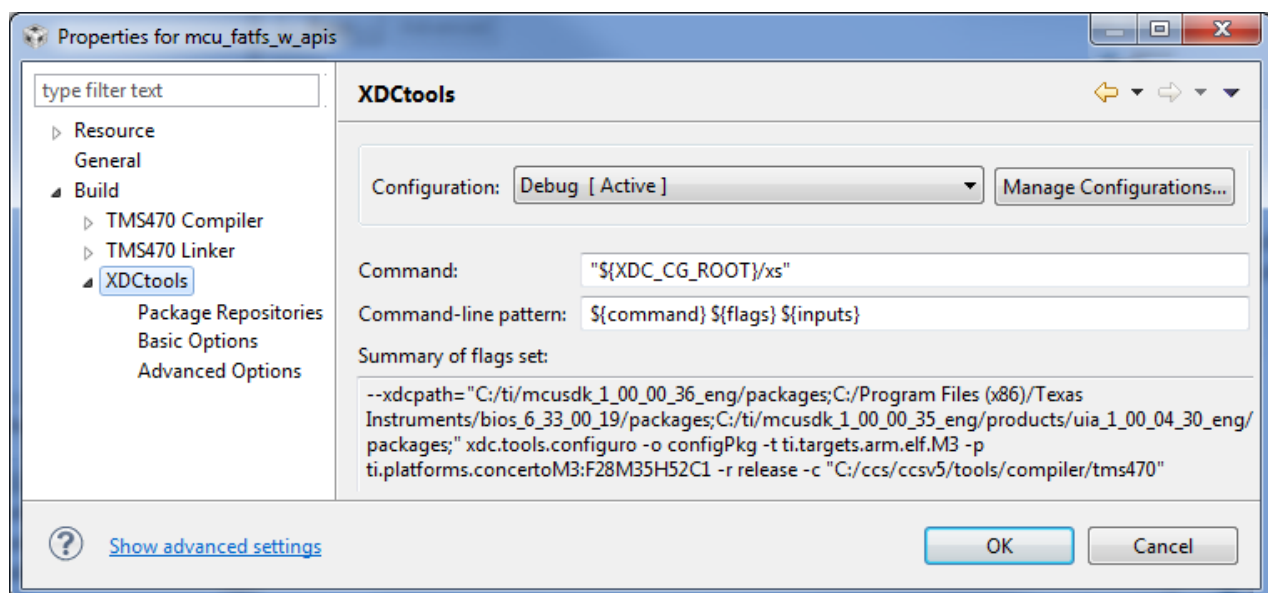 Properties for mcu_fatfs_w_apis
type filter text
Resource
General
Build
TMS470 Compiler
TMS470 Linker
XDCtools
Package Repositories
Basic Options
Advanced Options
XDCtools
Configuration: Debug [ Active ] Manage Configurations...
Command: "${XDC_CG_ROOT}/xs"
Command-line pattern: ${command} ${flags} ${inputs}
Summary of flags set:
--xdcpath="C:/ti/mcusdk_1_00_00_36_eng/packages;C:/Program Files (x86)/Texas
Instruments/bios_6_33_00_19/packages;C:/ti/mcusdk_1_00_00_35_eng/products/uia_1_00_04_30_eng/
packages;" xdc.tools.configuro -o configPkg -t ti.targets.arm.elf.M3 -p
ti.platforms.concertoM3:F28M35H52C1 -r release -c "C:/ccs/ccsv5/tools/compiler/tms470"
? Show advanced settings OK Cancel